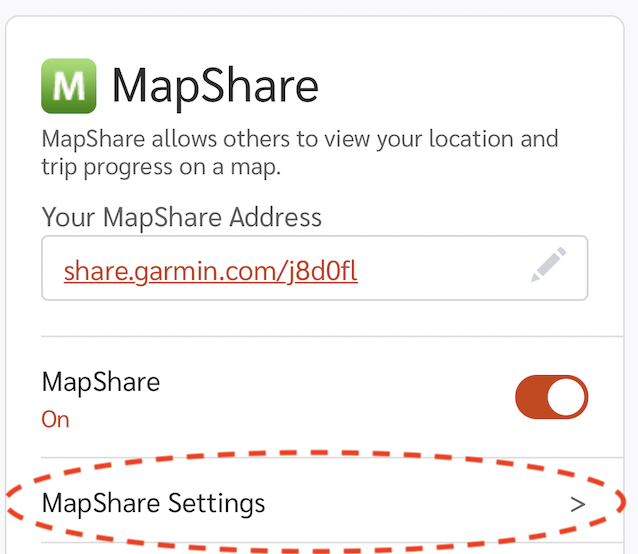 M MapShare
MapShare allows others to view your location and
trip progress on a map.
Your MapShare Address
share.garmin.com/j8d0fl
MapShare
On
MapShare Settings >